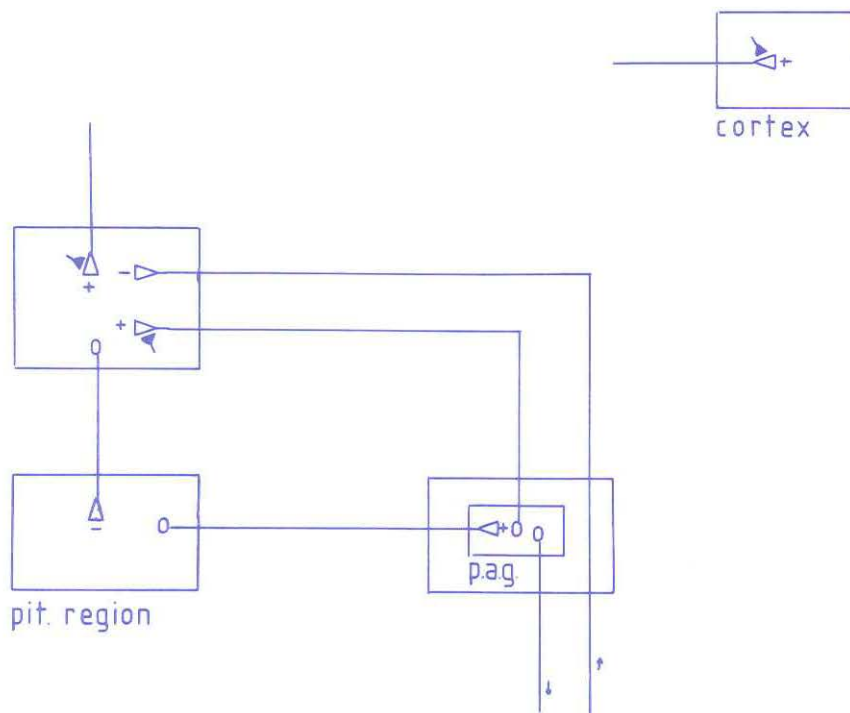 cortex
+
+
-
+
-
+
p.a.g.
pit. region